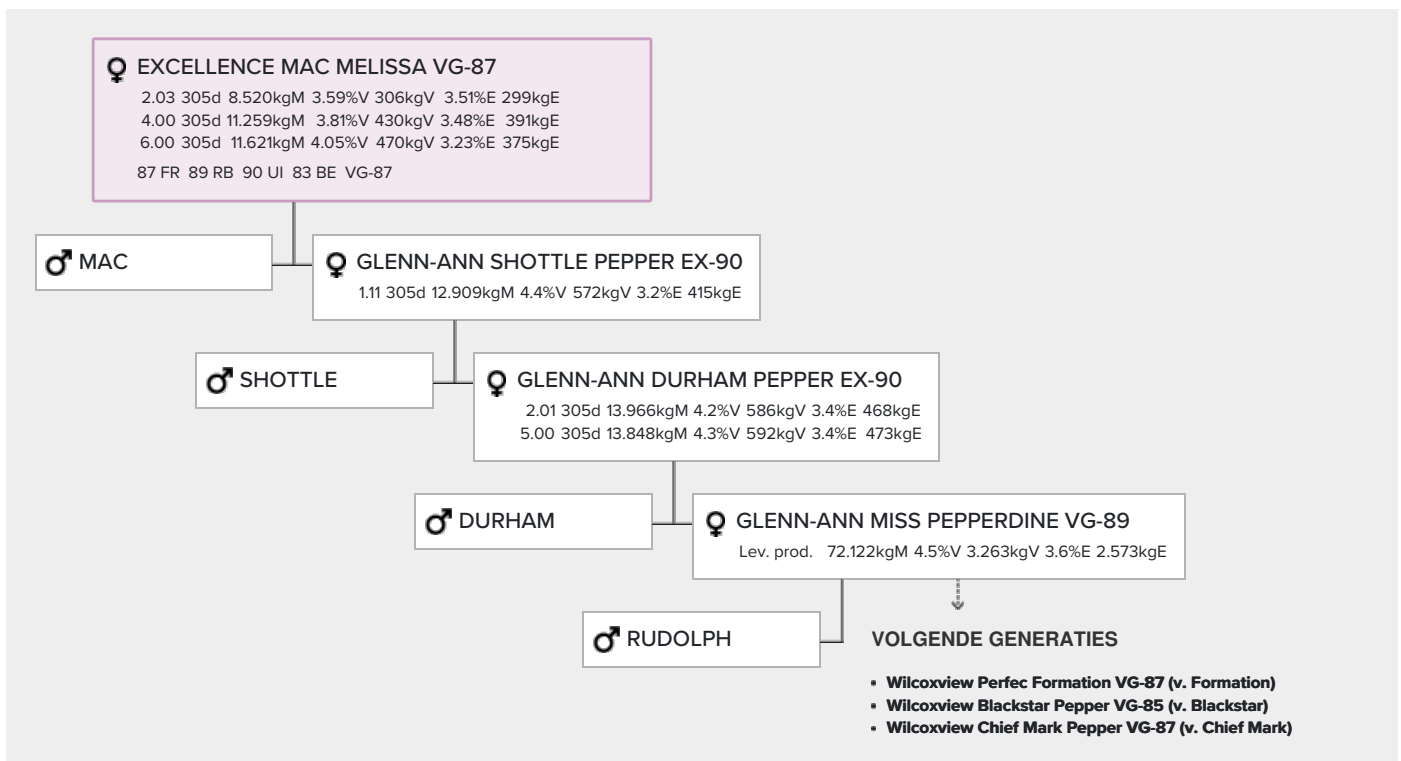 EXCELLENCE MAC MELISSA VG-87
2.03 305d 8.520kgM 3.59%V 306kgV 3.51%E 299kgE
4.00 305d 11.259kgM 3.81%V 430kgV 3.48%E 391kgE
6.00 305d 11.621kgM 4.05%V 470kgV 3.23%E 375kgE
87 FR 89 RB 90 UI 83 BE VG-87
MAC
GLENN-ANN SHOTTLE PEPPER EX-90
1.11 305d 12.909kgM 4.4%V 572kgV 3.2%E 415kgE
SHOTTLE
GLENN-ANN DURHAM PEPPER EX-90
2.01 305d 13.966kgM 4.2%V 586kgV 3.4%E 468kgE
5.00 305d 13.848kgM 4.3%V 592kgV 3.4%E 473kgE
DURHAM
GLENN-ANN MISS PEPPERDINE VG-89
Lev. prod. 72.122kgM 4.5%V 3.263kgV 3.6%E 2.573kgE
RUDOLPH
VOLGENDE GENERATIES
• Wilcoxview Perfec Formation VG-87 (v. Formation)
• Wilcoxview Blackstar Pepper VG-85 (v. Blackstar)
• Wilcoxview Chief Mark Pepper VG-87 (v. Chief Mark)